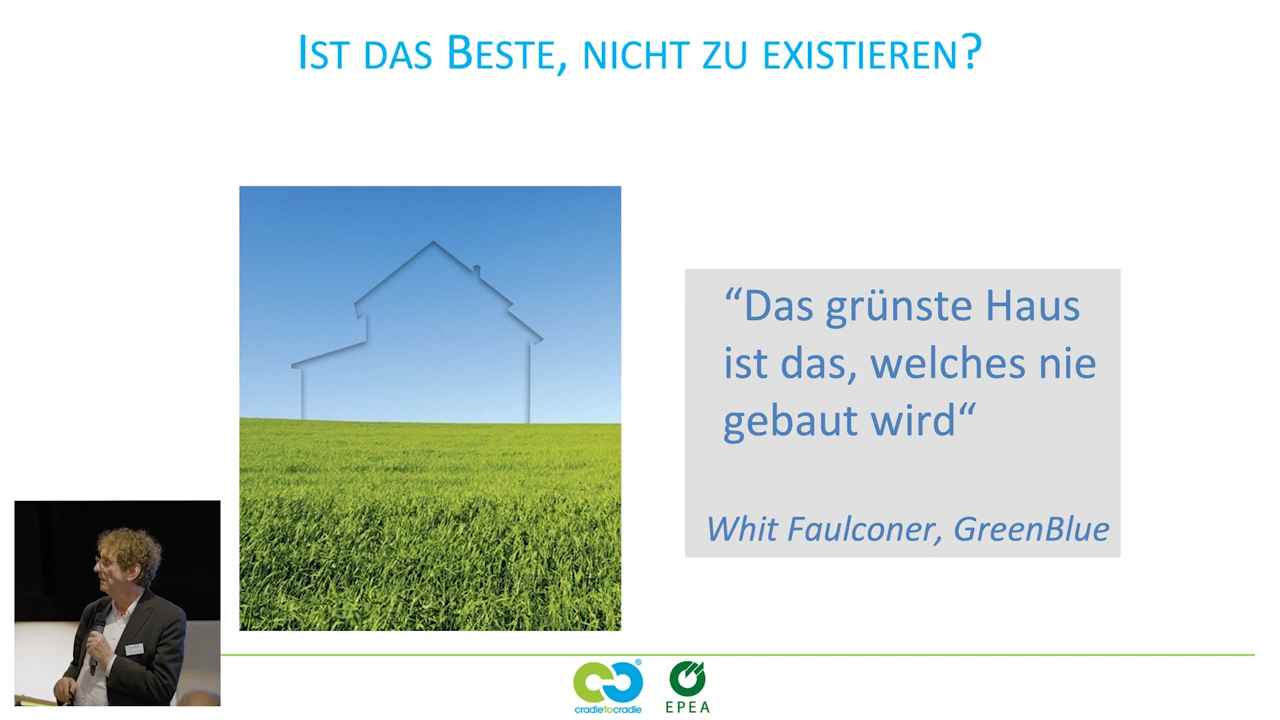 IST DAS BESTE, NICHT ZU EXISTIEREN?
“Das grünste Haus
ist das, welches nie
gebaut wird“
Whit Faulconer, GreenBlue
cradletocradle
®
EPEA